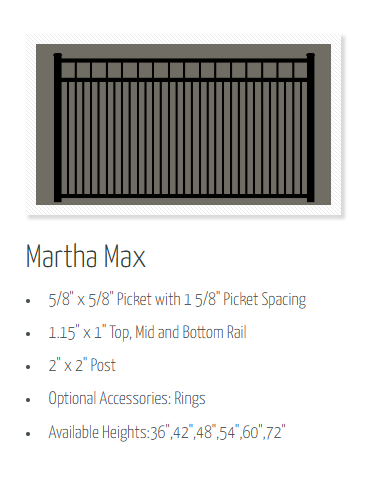 Martha Max
• 5/8" x 5/8" Picket with 1 5/8" Picket Spacing
• 1.15" x 1" Top, Mid and Bottom Rail
• 2" x 2" Post
• Optional Accessories: Rings
• Available Heights:36",42",48",54",60",72"